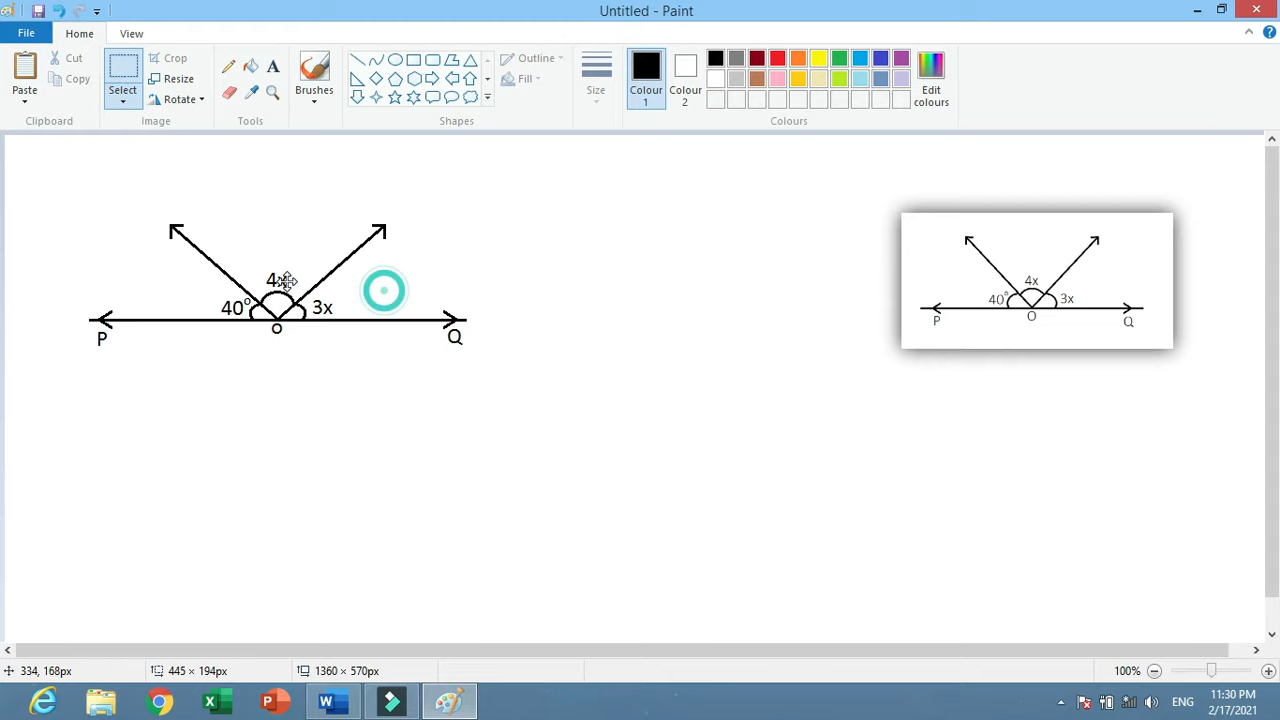 Untitled - Paint
File Home View
Paste Cut Copy
Clipboard
Select Crop Resize Rotate
Image
A
Tools
Brushes
Outline Fill
Shapes
Size
Colour 1 Colour 2 Edit colours
Colours
4x
40° 3x
O
P Q
4x
40° 3x
O
P Q
334, 168px 445 × 194px 1360 × 570px 100%
ENG 11:30 PM
2/17/2021